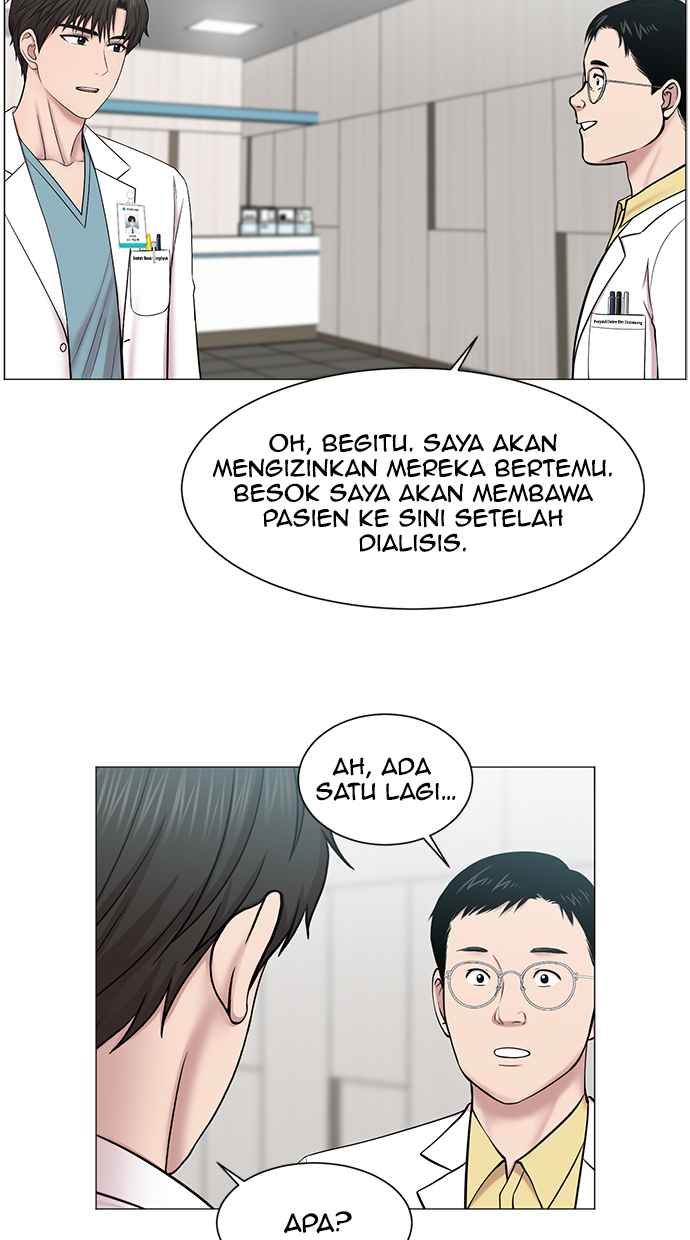 OH, BEGITU. SAYA AKAN
MENGIZINKAN MEREKA BERTEMU.
BESOK SAYA AKAN MEMBAWA
PASIEN KE SINI SETELAH
DIALISIS.
AH, ADA
SATU LAGI...
APA?